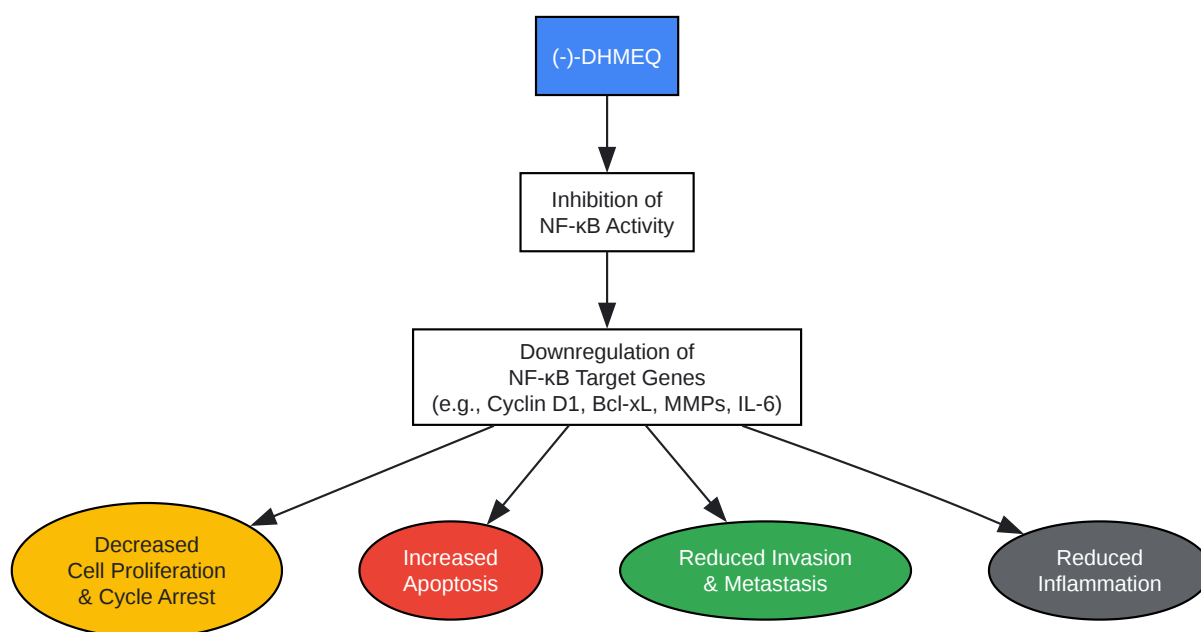 (-)-DHMEQ
Inhibition of
NF-κB Activity
Downregulation of
NF-κB Target Genes
(e.g., Cyclin D1, Bcl-xL, MMPs, IL-6)
Decreased
Cell Proliferation
& Cycle Arrest
Increased
Apoptosis
Reduced Invasion
& Metastasis
Reduced
Inflammation